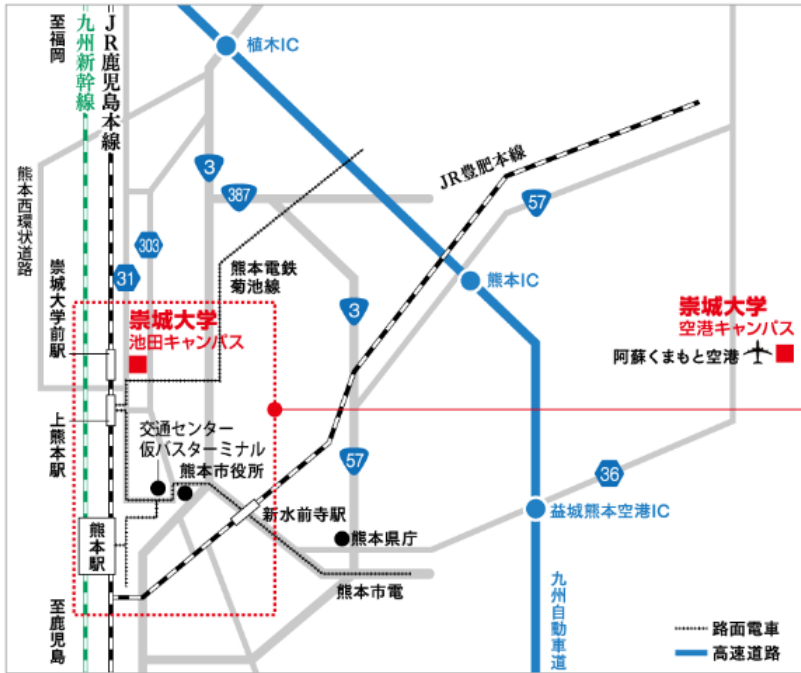 至福岡
九州新幹線
JR鹿児島本線
植木IC
3
387
JR豊肥本線
57
熊本西環状道路
303
31
熊本電鉄
菊池線
熊本IC
崇城大学前駅
崇城大学
池田キャンパス
3
崇城大学
空港キャンパス
阿蘇くまもと空港
上熊本駅
交通センター
仮バスターミナル
熊本市役所
57
36
新水前寺駅
益城熊本空港IC
熊本駅
熊本県庁
熊本市電
至鹿児島
九州自動車道
路面電車
高速道路